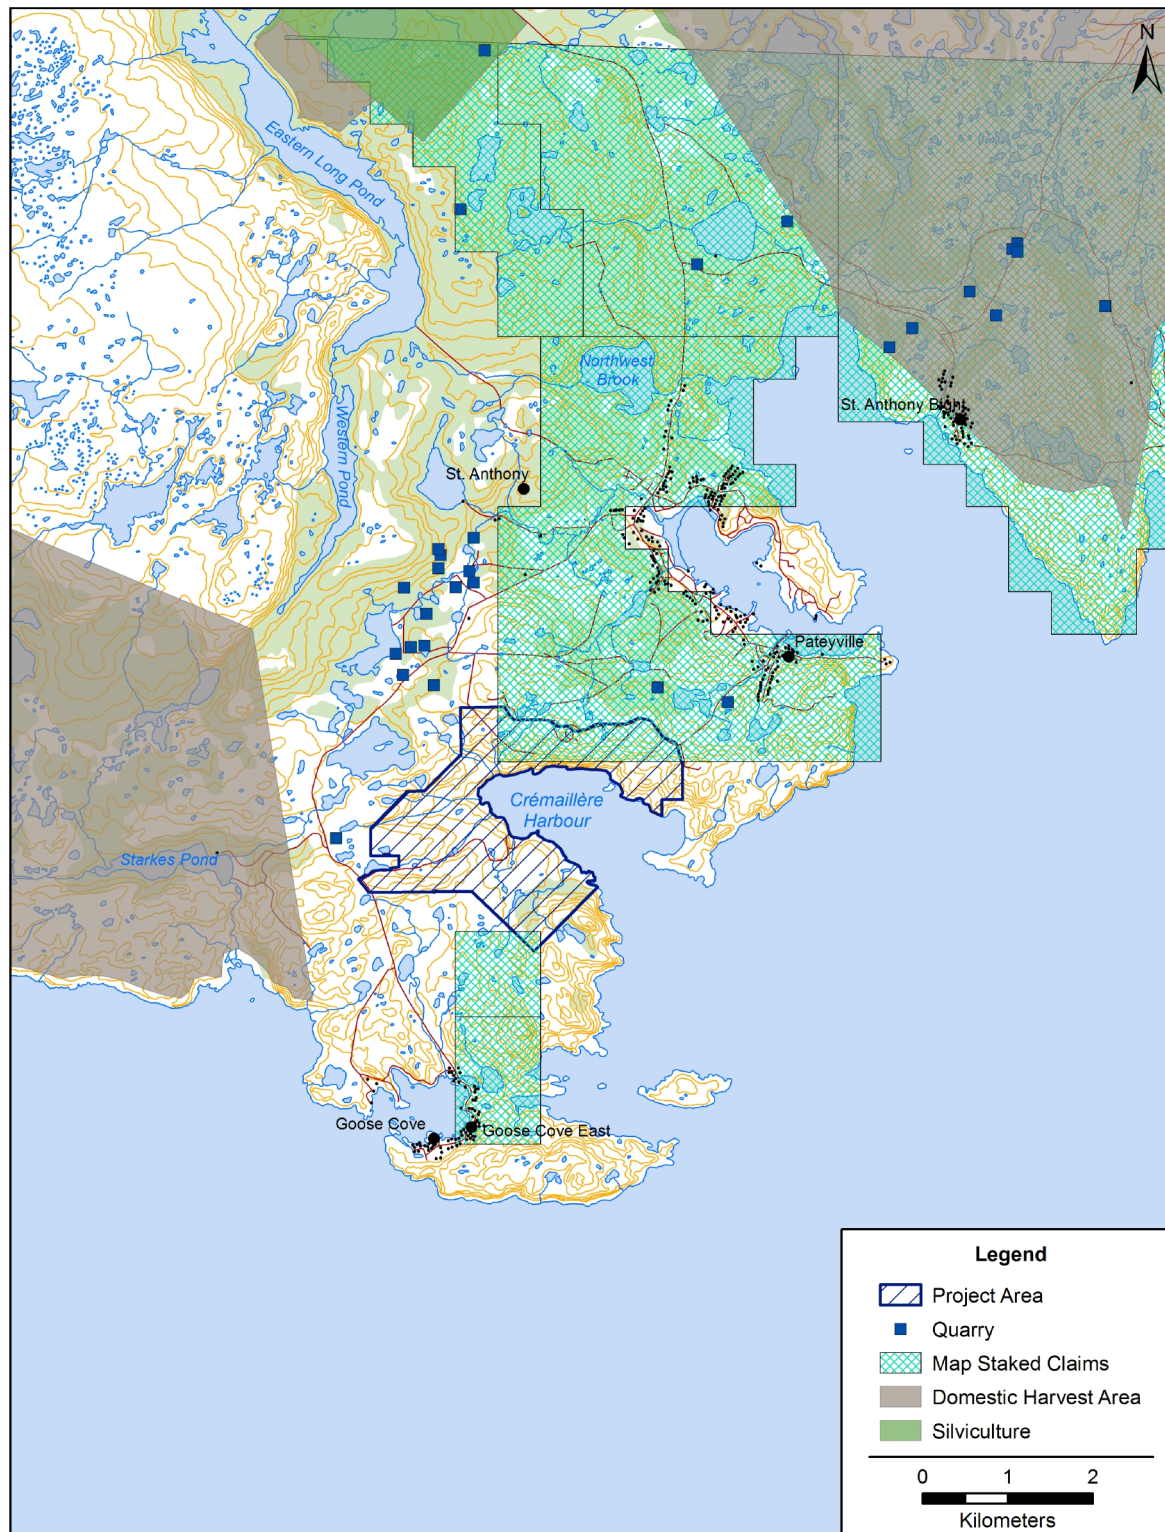 N
Eastern Long Pond
Northwest
Brook
St. Anthony Bight
Western Pond
St. Anthony
Pateyville
Crémaillère
Harbour
Starkes Pond
Goose Cove
Goose Cove East
Legend
Project Area
Quarry
Map Staked Claims
Domestic Harvest Area
Silviculture
0 1 2
Kilometers